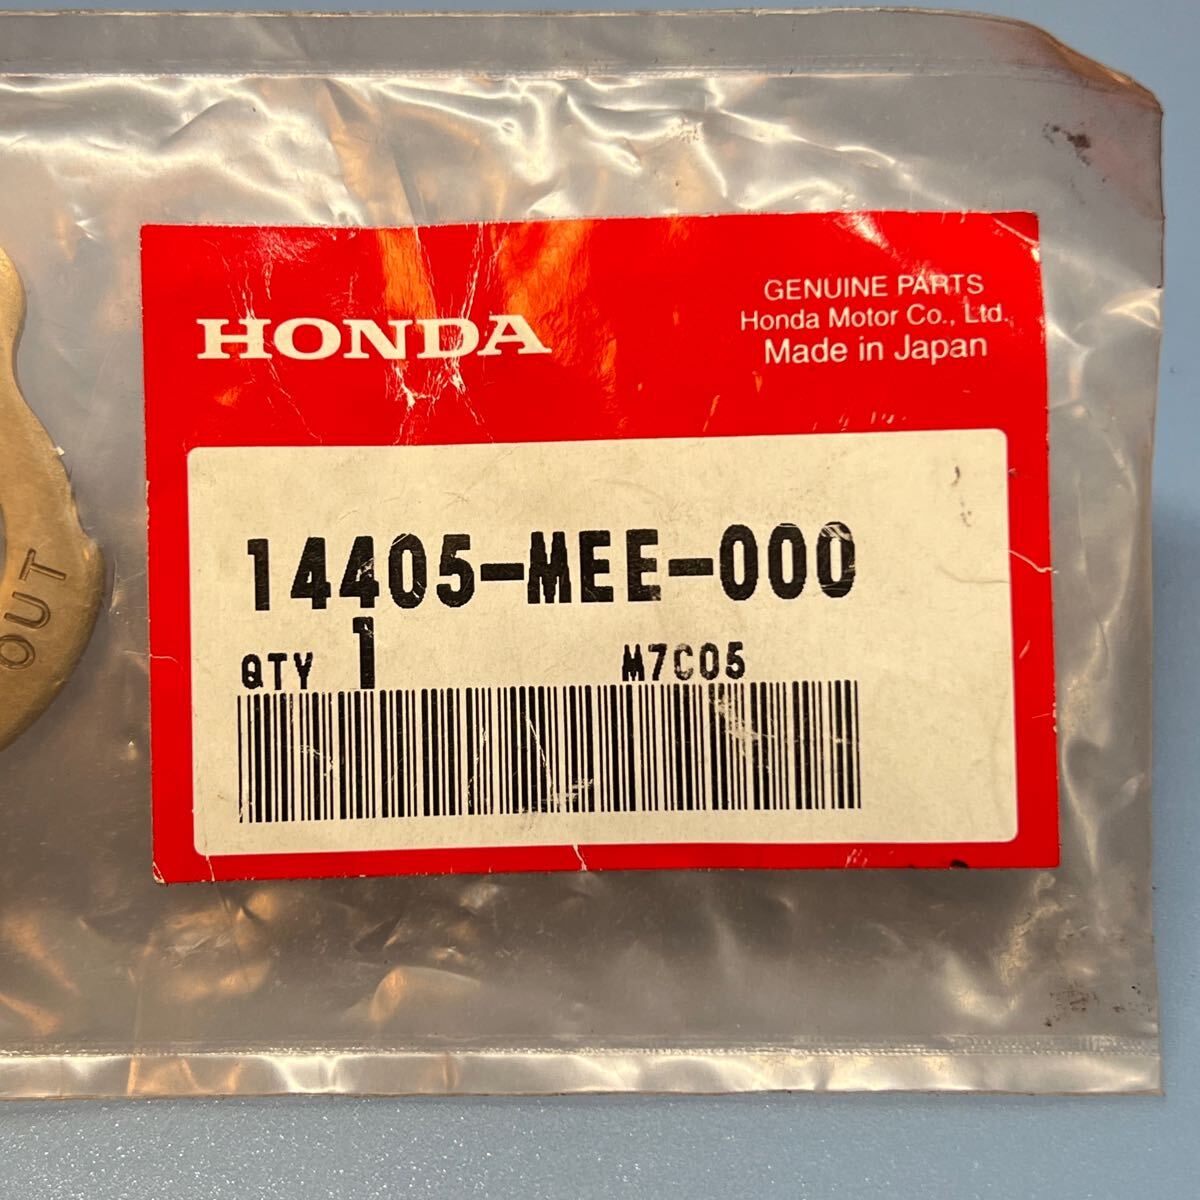 HONDA
GENUINE PARTS
Honda Motor Co., Ltd.
Made in Japan
14405-MEE-000
QTY 1 M7C05
OUT